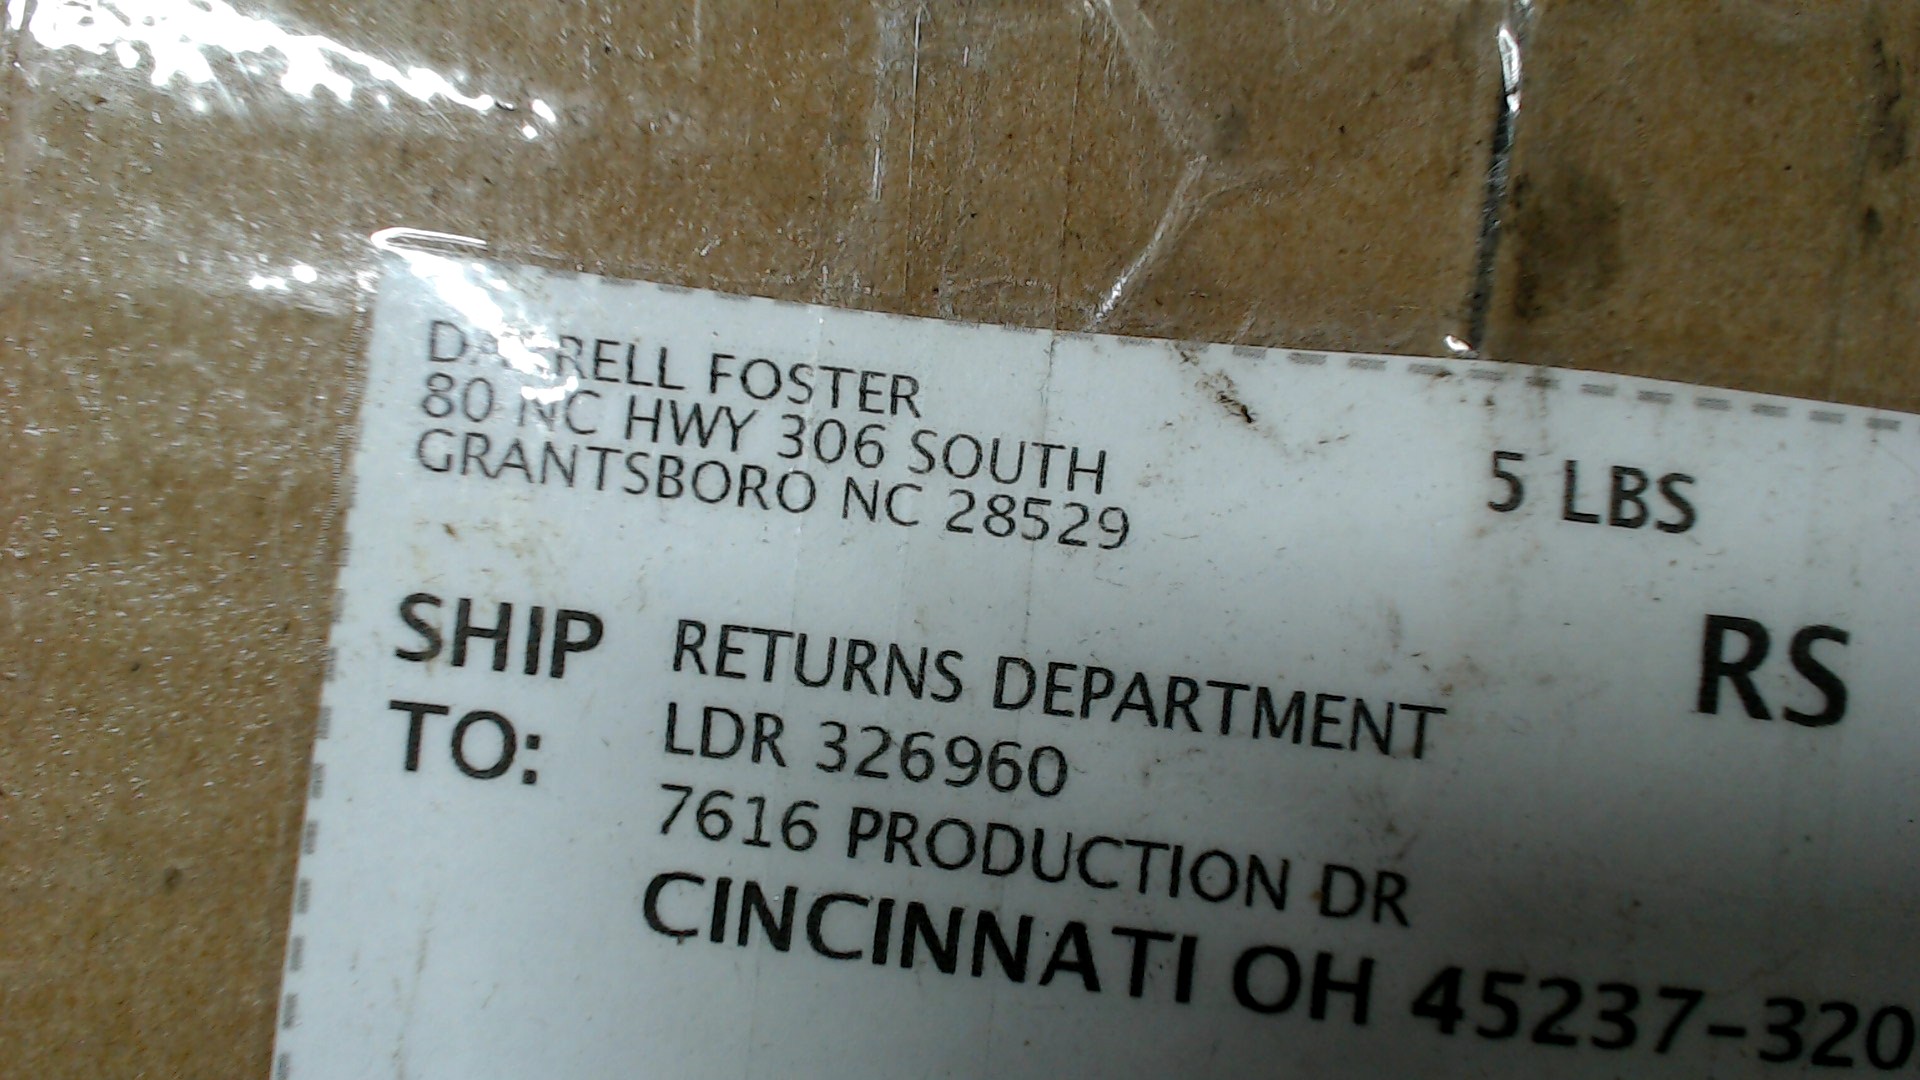 FOSTER
80 NC HWY 306 SOUTH
GRANTSBORO NC 28529
5 LBS
SHIP TO:
RETURNS DEPARTMENT
LDR 326960
7616 PRODUCTION DR
CINCINNATI OH 45237-320
RS